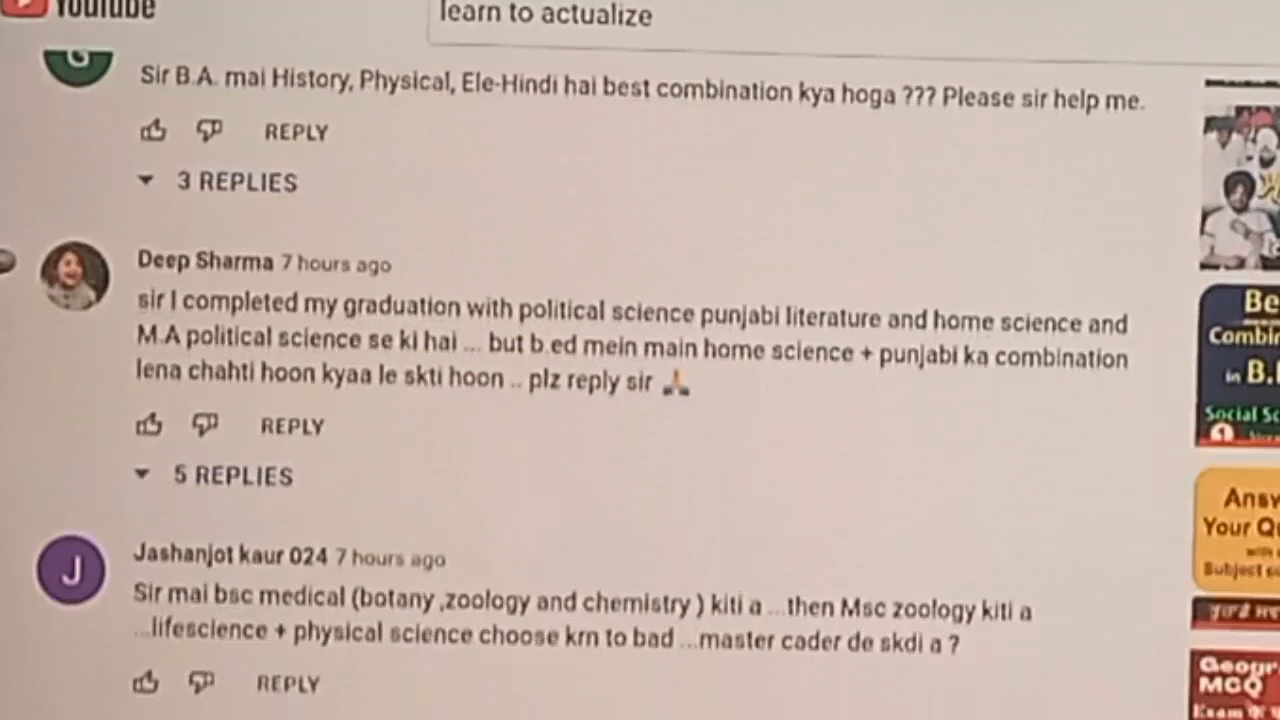 YouTube
learn to actualize
G
Sir B.A. mai History, Physical, Ele-Hindi hai best combination kya hoga ??? Please sir help me.
REPLY
3 REPLIES
Deep Sharma 7 hours ago
sir I completed my graduation with political science punjabi literature and home science and
M.A political science se ki hai ... but b.ed mein main home science + punjabi ka combination
lena chahti hoon kyaa le skti hoon .. plz reply sir 🙏
REPLY
5 REPLIES
J
Jashanjot kaur 024 7 hours ago
Sir mai bsc medical (botany ,zoology and chemistry ) kiti a ...then Msc zoology kiti a
...lifescience + physical science choose krn to bad ...master cader de skdi a ?
REPLY
Be
Combin
in B.
Social Sc
1
Answ
Your Qu
with
Subject
Geogr
MCQ
Exam